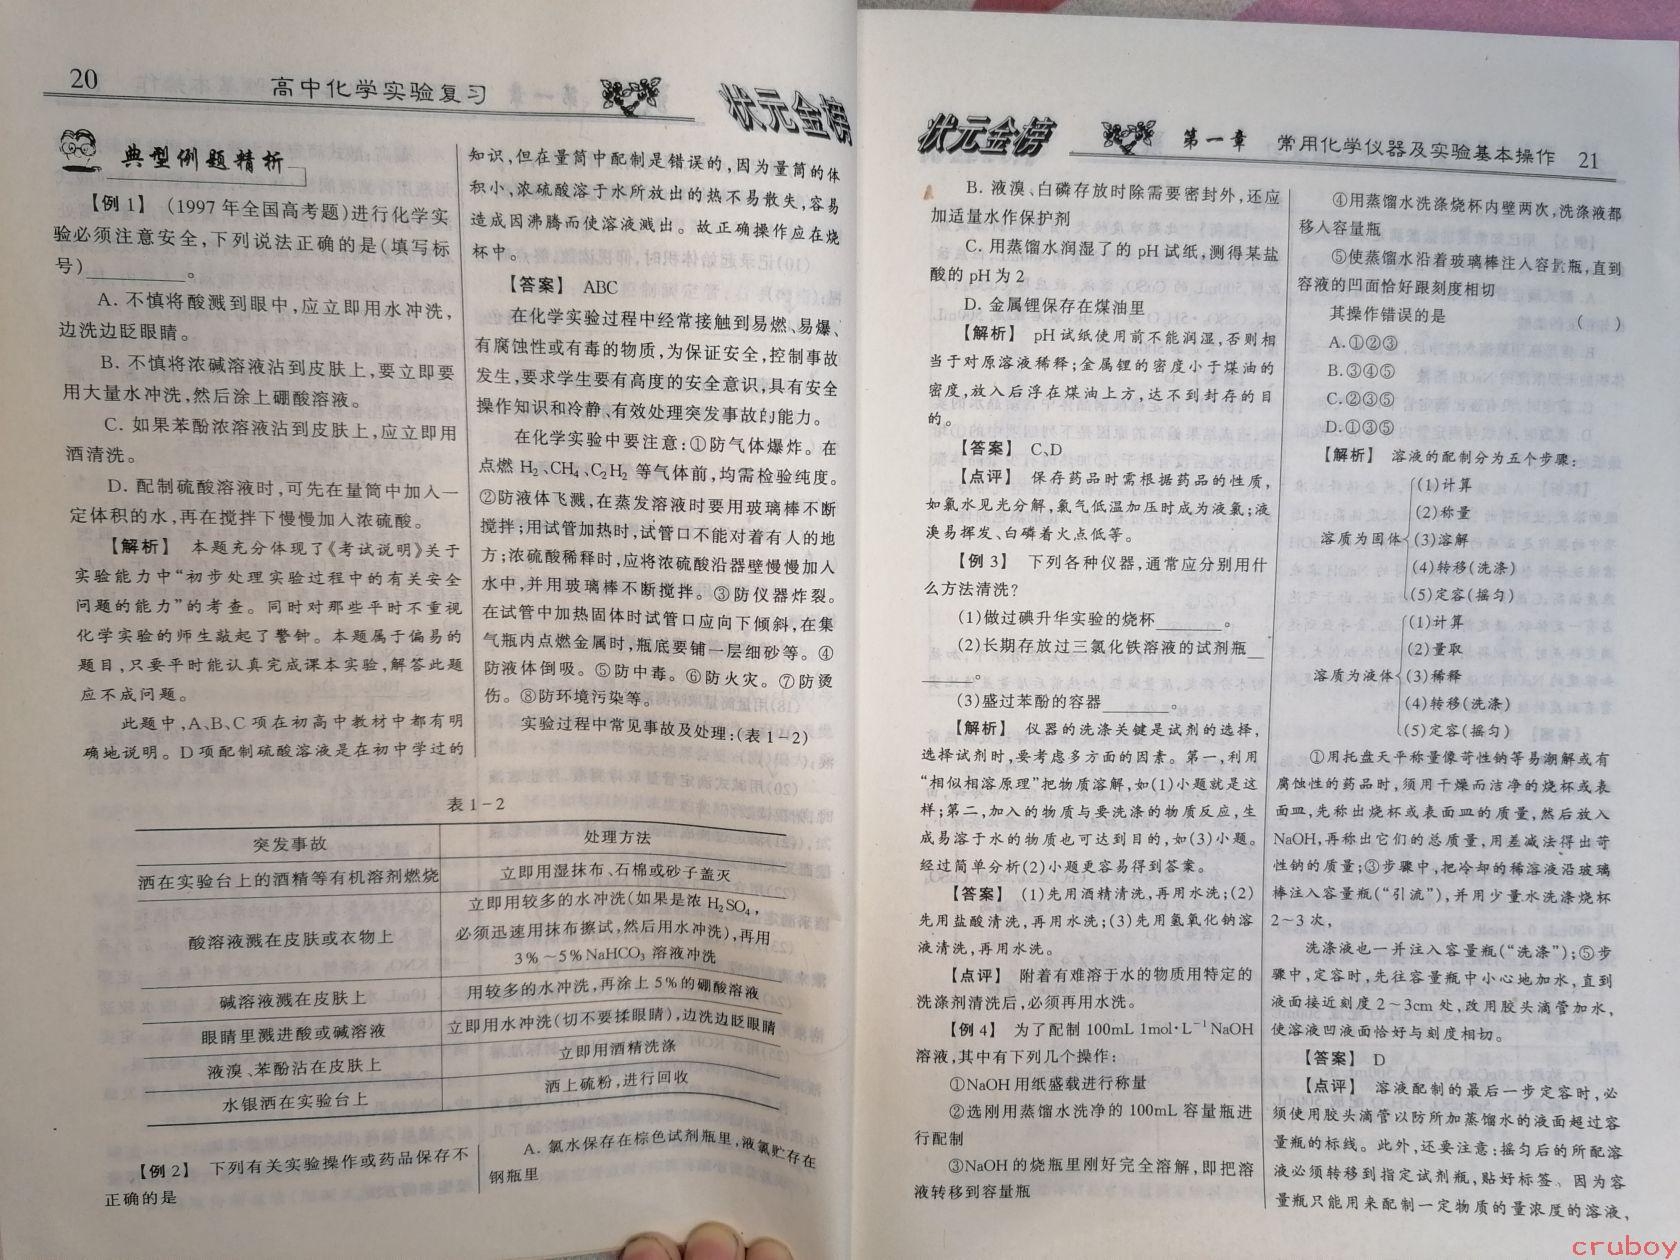 20
高中化学实验复习
状元金榜
典型例题精析
【例1】 (1997年全国高考题)进行化学实
验必须注意安全,下列说法正确的是(填写标
号)________。
A. 不慎将酸溅到眼中,应立即用水冲洗,
边洗边眨眼睛。
B. 不慎将浓碱溶液沾到皮肤上,要立即要
用大量水冲洗,然后涂上硼酸溶液。
C. 如果苯酚浓溶液沾到皮肤上,应立即用
酒清洗。
D. 配制硫酸溶液时,可先在量筒中加入一
定体积的水,再在搅拌下慢慢加入浓硫酸。
【解析】 本题充分体现了《考试说明》关于
实验能力中“初步处理实验过程中的有关安全
问题的能力”的考查。同时对那些平时不重视
化学实验的师生敲起了警钟。本题属于偏易的
题目,只要平时能认真完成课本实验,解答此题
应不成问题。
此题中,A、B、C项在初高中教材中都有明
确地说明。D项配制硫酸溶液是在初中学过的
知识,但在量筒中配制是错误的,因为量筒的体
积小,浓硫酸溶于水所放出的热不易散失,容易
造成因沸腾而使溶液溅出。故正确操作应在烧
杯中。
【答案】 ABC
在化学实验过程中经常接触到易燃、易爆、
有腐蚀性或有毒的物质,为保证安全,控制事故
发生,要求学生要有高度的安全意识,具有安全
操作知识和冷静、有效处理突发事故的能力。
在化学实验中要注意:①防气体爆炸。在
点燃 H₂、CH₄、C₂H₂ 等气体前,均需检验纯度。
②防液体飞溅,在蒸发溶液时要用玻璃棒不断
搅拌;用试管加热时,试管口不能对着有人的地
方;浓硫酸稀释时,应将浓硫酸沿器壁慢慢加入
水中,并用玻璃棒不断搅拌。③防仪器炸裂。
在试管中加热固体时试管口应向下倾斜,在集
气瓶内点燃金属时,瓶底要铺一层细砂等。④
防液体倒吸。⑤防中毒。⑥防火灾。⑦防烫
伤。⑧防环境污染等。
实验过程中常见事故及处理:(表1-2)
表1-2
突发事故 处理方法
洒在实验台上的酒精等有机溶剂燃烧 立即用湿抹布、石棉或砂子盖灭
酸溶液溅在皮肤或衣物上 立即用较多的水冲洗(如果是浓 H₂SO₄,
必须迅速用抹布擦试,然后用水冲洗),再用
3%~5%NaHCO₃ 溶液冲洗
碱溶液溅在皮肤上 用较多的水冲洗,再涂上5%的硼酸溶液
眼睛里溅进酸或碱溶液 立即用水冲洗(切不要揉眼睛),边洗边眨眼睛
液溴、苯酚沾在皮肤上 立即用酒精洗涤
水银洒在实验台上 洒上硫粉,进行回收
【例2】 下列有关实验操作或药品保存不
正确的是
A. 氯水保存在棕色试剂瓶里,液氯贮存在
钢瓶里
状元金榜
第一章 常用化学仪器及实验基本操作 21
B. 液溴、白磷存放时除需要密封外,还应
加适量水作保护剂
C. 用蒸馏水润湿了的 pH 试纸,测得某盐
酸的 pH 为 2
D. 金属锂保存在煤油里
【解析】 pH 试纸使用前不能润湿,否则相
当于对原溶液稀释;金属锂的密度小于煤油的
密度,放入后浮在煤油上方,达不到封存的目
的。
【答案】 C、D
【点评】 保存药品时需根据药品的性质,
如氯水见光分解,氯气低温加压时成为液氯;液
溴易挥发、白磷着火点低等。
【例3】 下列各种仪器,通常应分别用什
么方法清洗?
(1)做过碘升华实验的烧杯________。
(2)长期存放过三氯化铁溶液的试剂瓶__
______。
(3)盛过苯酚的容器________。
【解析】 仪器的洗涤关键是试剂的选择,
选择试剂时,要考虑多方面的因素。第一,利用
“相似相溶原理”把物质溶解,如(1)小题就是这
样;第二,加入的物质与要洗涤的物质反应,生
成易溶于水的物质也可达到目的,如(3)小题。
经过简单分析(2)小题更容易得到答案。
【答案】 (1)先用酒精清洗,再用水洗;(2)
先用盐酸清洗,再用水洗;(3)先用氢氧化钠溶
液清洗,再用水洗。
【点评】 附着有难溶于水的物质用特定的
洗涤剂清洗后,必须再用水洗。
【例4】 为了配制 100mL 1mol·L⁻¹ NaOH
溶液,其中有下列几个操作:
①NaOH 用纸盛载进行称量
②选刚用蒸馏水洗净的 100mL 容量瓶进
行配制
③NaOH 的烧瓶里刚好完全溶解,即把溶
液转移到容量瓶
④用蒸馏水洗涤烧杯内壁两次,洗涤液都
移入容量瓶
⑤使蒸馏水沿着玻璃棒注入容量瓶,直到
溶液的凹面恰好跟刻度相切
其操作错误的是 ( )
A.①②③
B.③④⑤
C.②③⑤
D.①③⑤
【解析】 溶液的配制分为五个步骤:
溶质为固体
(1)计算
(2)称量
(3)溶解
(4)转移(洗涤)
(5)定容(摇匀)
溶质为液体
(1)计算
(2)量取
(3)稀释
(4)转移(洗涤)
(5)定容(摇匀)
①用托盘天平称量像苛性钠等易潮解或有
腐蚀性的药品时,须用干燥而洁净的烧杯或表
面皿,先称出烧杯或表面皿的质量,然后放入
NaOH,再称出它们的总质量,用差减法得出苛
性钠的质量;③步骤中,把冷却的稀溶液沿玻璃
棒注入容量瓶(“引流”),并用少量水洗涤烧杯
2~3次,
洗涤液也一并注入容量瓶(“洗涤”);⑤步
骤中,定容时,先往容量瓶中小心地加水,直到
液面接近刻度 2~3cm 处,改用胶头滴管加水,
使溶液凹液面恰好与刻度相切。
【答案】 D
【点评】 溶液配制的最后一步定容时,必
须使用胶头滴管以防所加蒸馏水的液面超过容
量瓶的标线。此外,还要注意:摇匀后的所配溶
液必须转移到指定试剂瓶,贴好标签。因为容
量瓶只能用来配制一定物质的量浓度的溶液,
cruboy